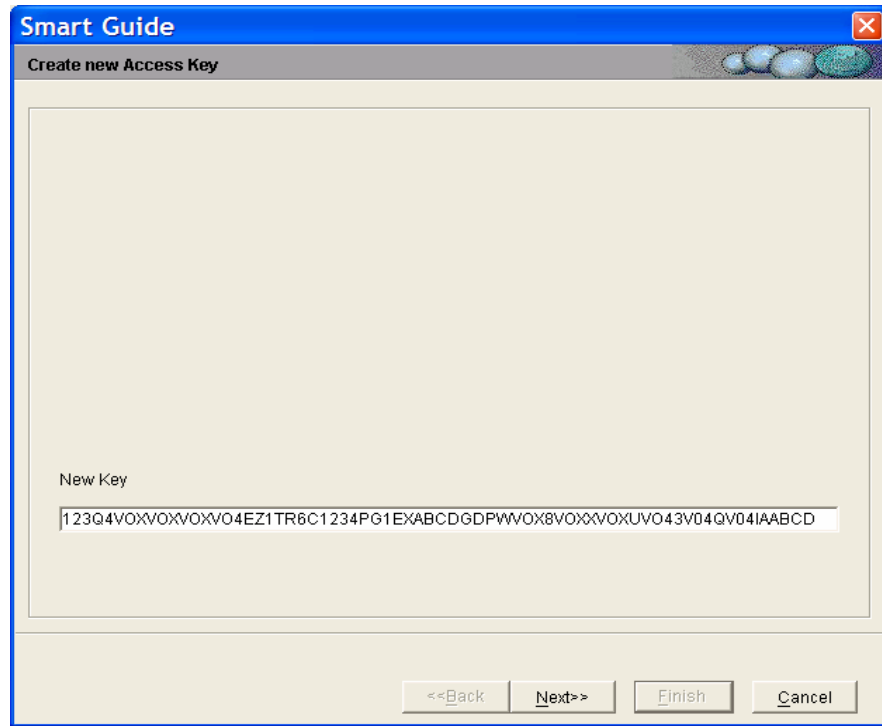 Smart Guide
Create new Access Key
New Key
123Q4VOXVOXVOXVO4EZ1TR6C1234PG1EXABCDGDPWVOX8VOXXVOXUVO43V04QV04IAABCD
<<Back Next>> Finish Cancel